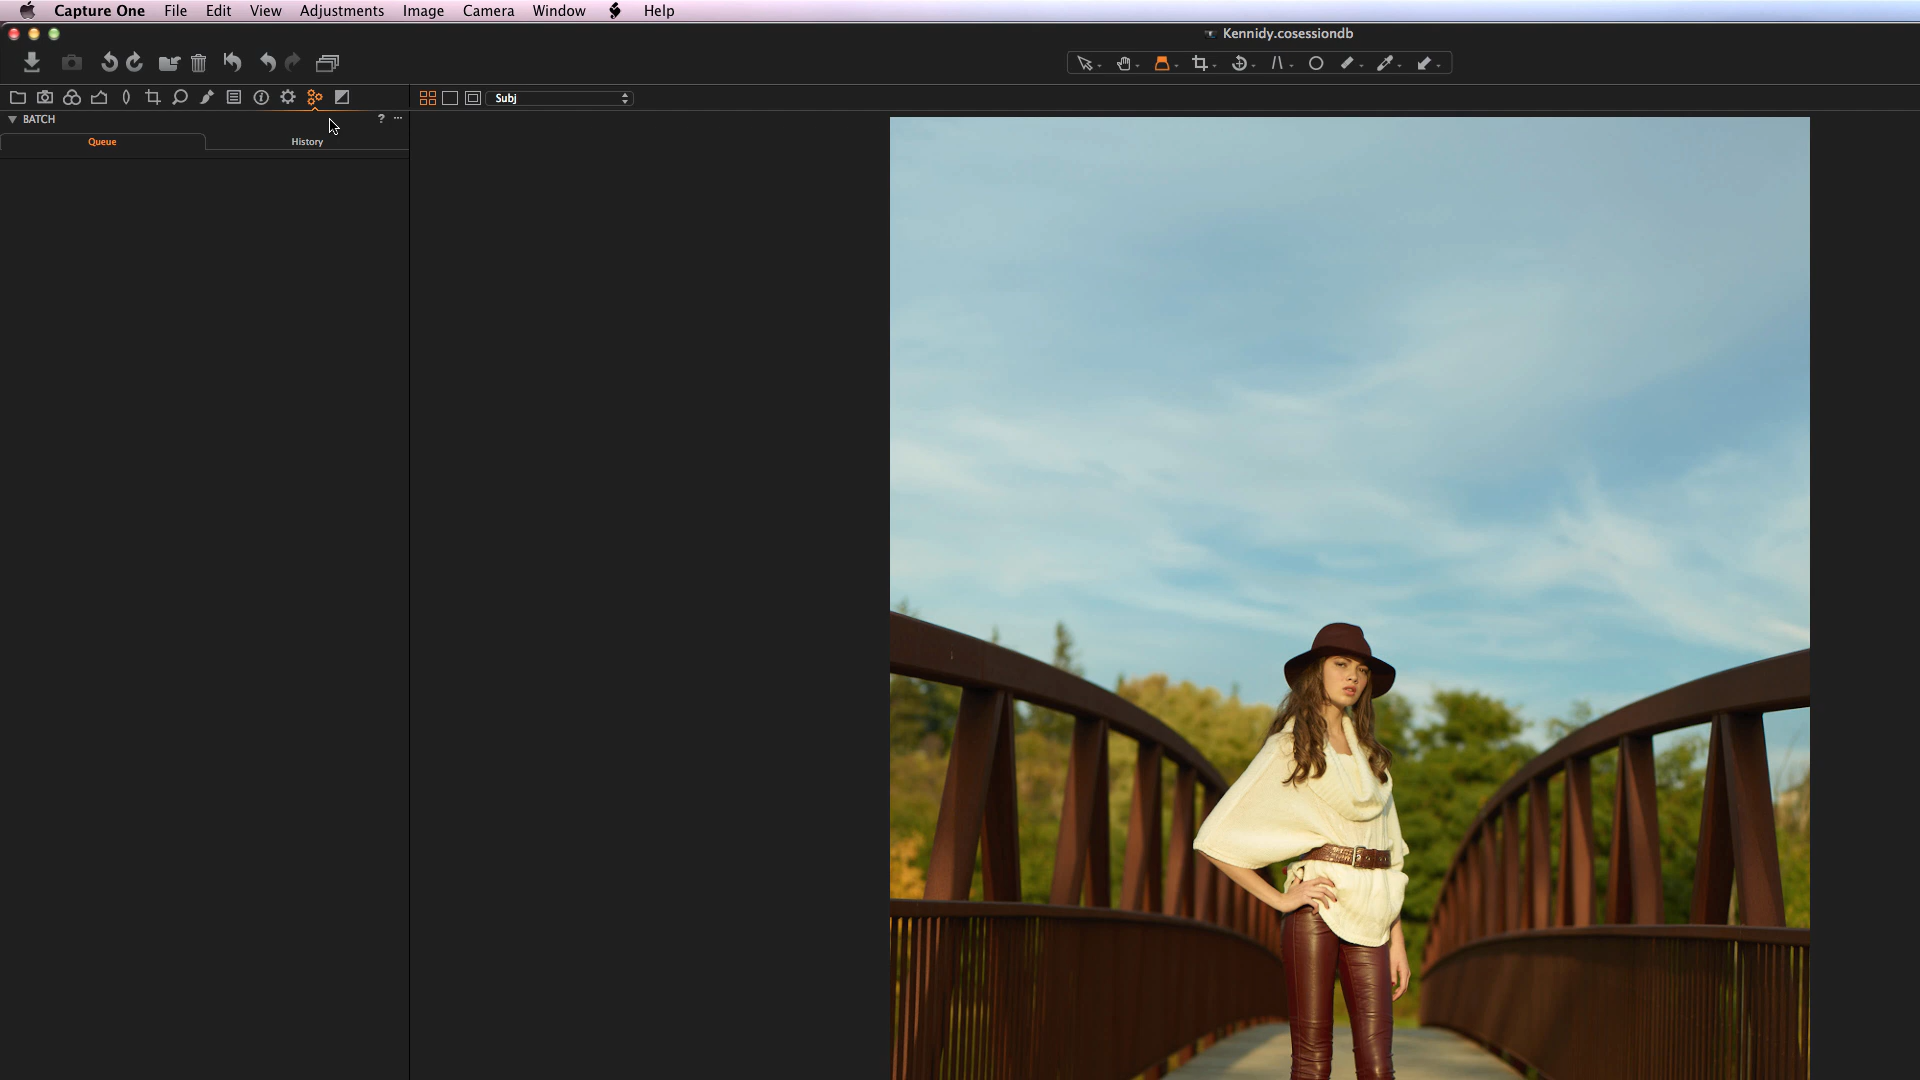 Capture One File Edit View Adjustments Image Camera Window Help
Kennidy.cosessiondb
Subj
BATCH ? ...
Queue History